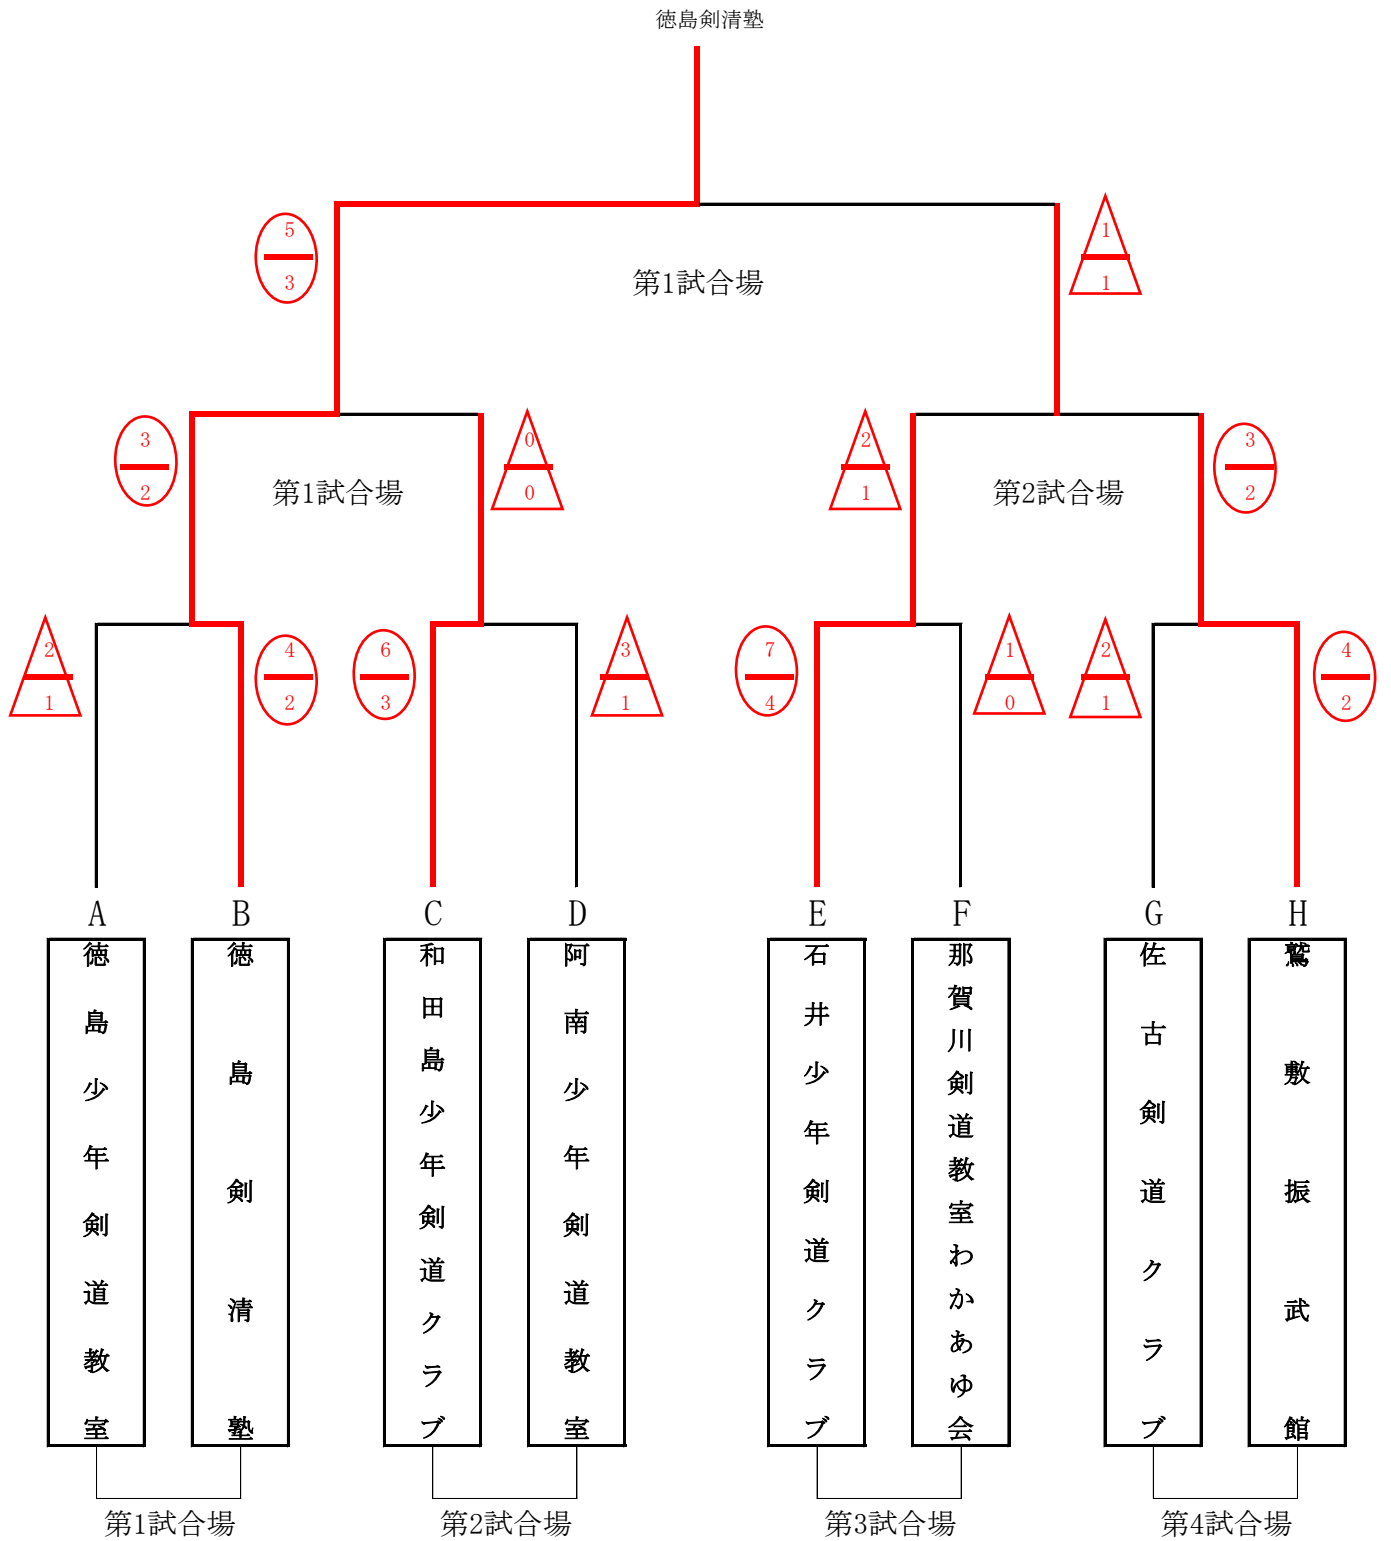 徳島剣清塾
5
3
1
1
第1試合場
3
2
0
0
2
1
3
2
第1試合場
第2試合場
2
1
4
2
6
3
3
1
7
4
1
0
2
1
4
2
A
B
C
D
E
F
G
H
徳島少年剣道教室
徳島剣清塾
和田島少年剣道クラブ
阿南少年剣道教室
石井少年剣道クラブ
那賀川剣道教室わかあゆ会
佐古剣道クラブ
鷲敷振武館
第1試合場
第2試合場
第3試合場
第4試合場